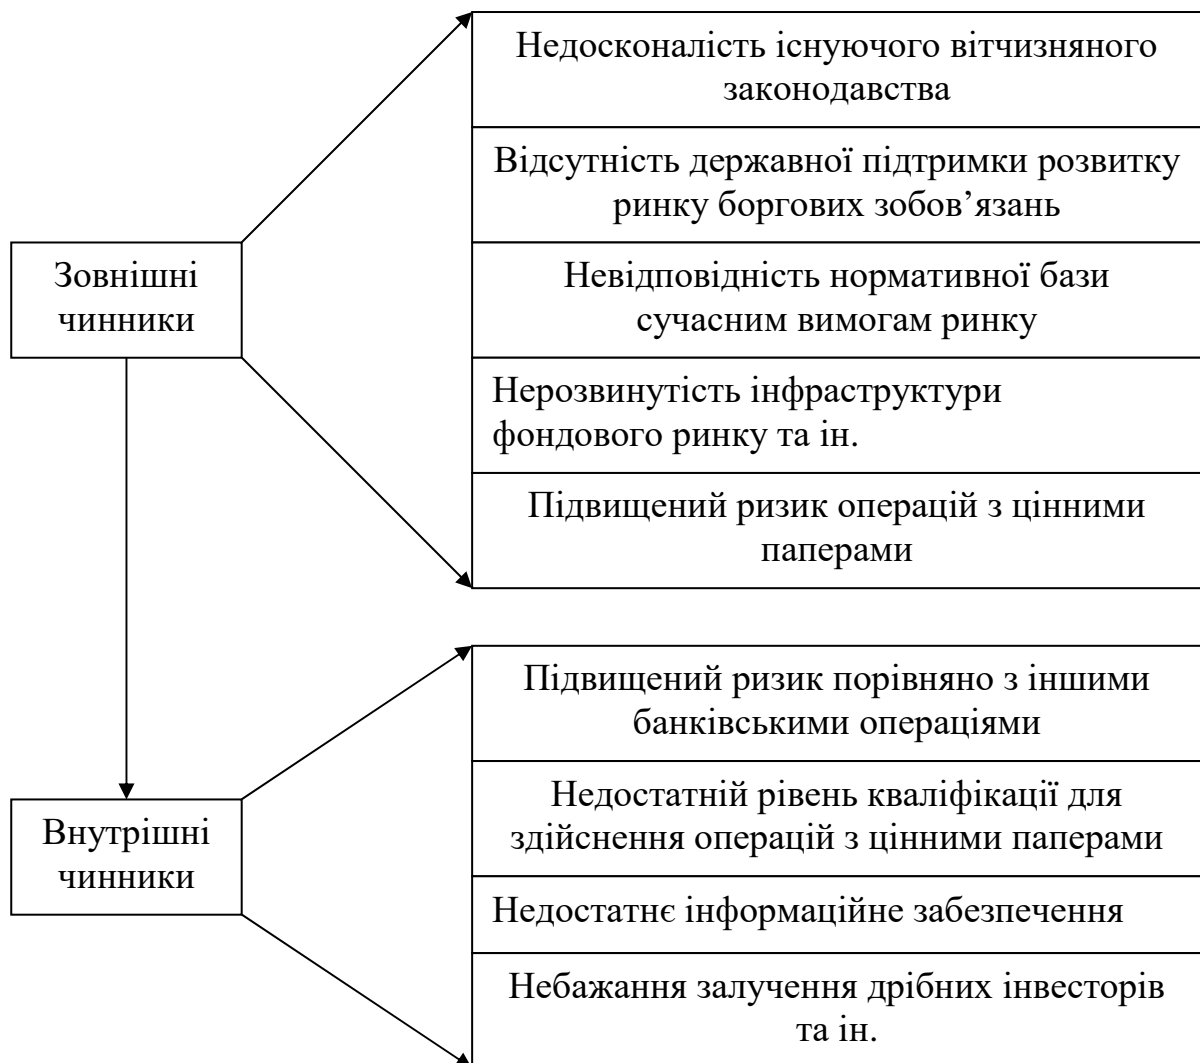 Недосконалість існуючого вітчизняного
законодавства
Відсутність державної підтримки розвитку
ринку боргових зобов’язань
Зовнішні
чинники
Невідповідність нормативної бази
сучасним вимогам ринку
Нерозвинутість інфраструктури
фондового ринку та ін.
Підвищений ризик операцій з цінними
паперами
Підвищений ризик порівняно з іншими
банківськими операціями
Внутрішні
чинники
Недостатній рівень кваліфікації для
здійснення операцій з цінними паперами
Недостатнє інформаційне забезпечення
Небажання залучення дрібних інвесторів
та ін.